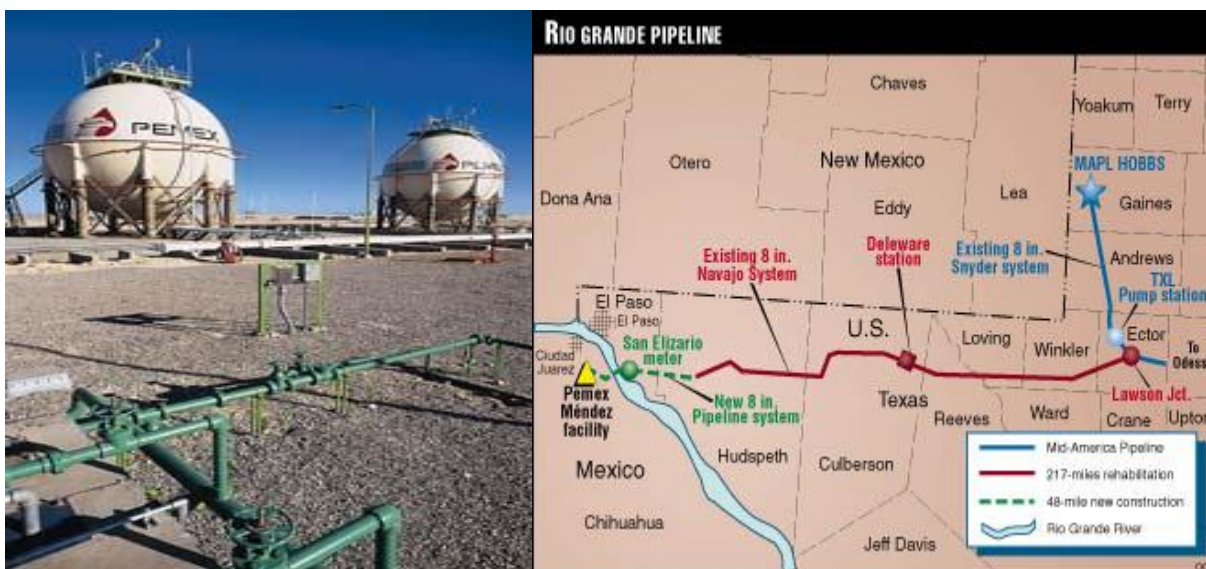 PEMEX
RIO GRANDE PIPELINE
Chaves
Yoakum
Terry
Otero
New Mexico
MAPL HOBBS
Dona Ana
Lea
Gaines
Eddy
Existing 8 in.
Navajo System
Deleware
station
Existing 8 in.
Snyder system
Andrews
TXL
Pump station
El Paso
El Paso
U.S.
Loving
Winkler
Ector
To
Odess
Ciudad
Juarez
San Elizario
meter
Pemex
Méndez
facility
New 8 in.
Pipeline system
Texas
Reeves
Ward
Crane
Upton
Lawson Jct.
Mexico
Hudspeth
Culberson
Chihuahua
Jeff Davis
Mid-America Pipeline
217-miles rehabilitation
48-mile new construction
Rio Grande River